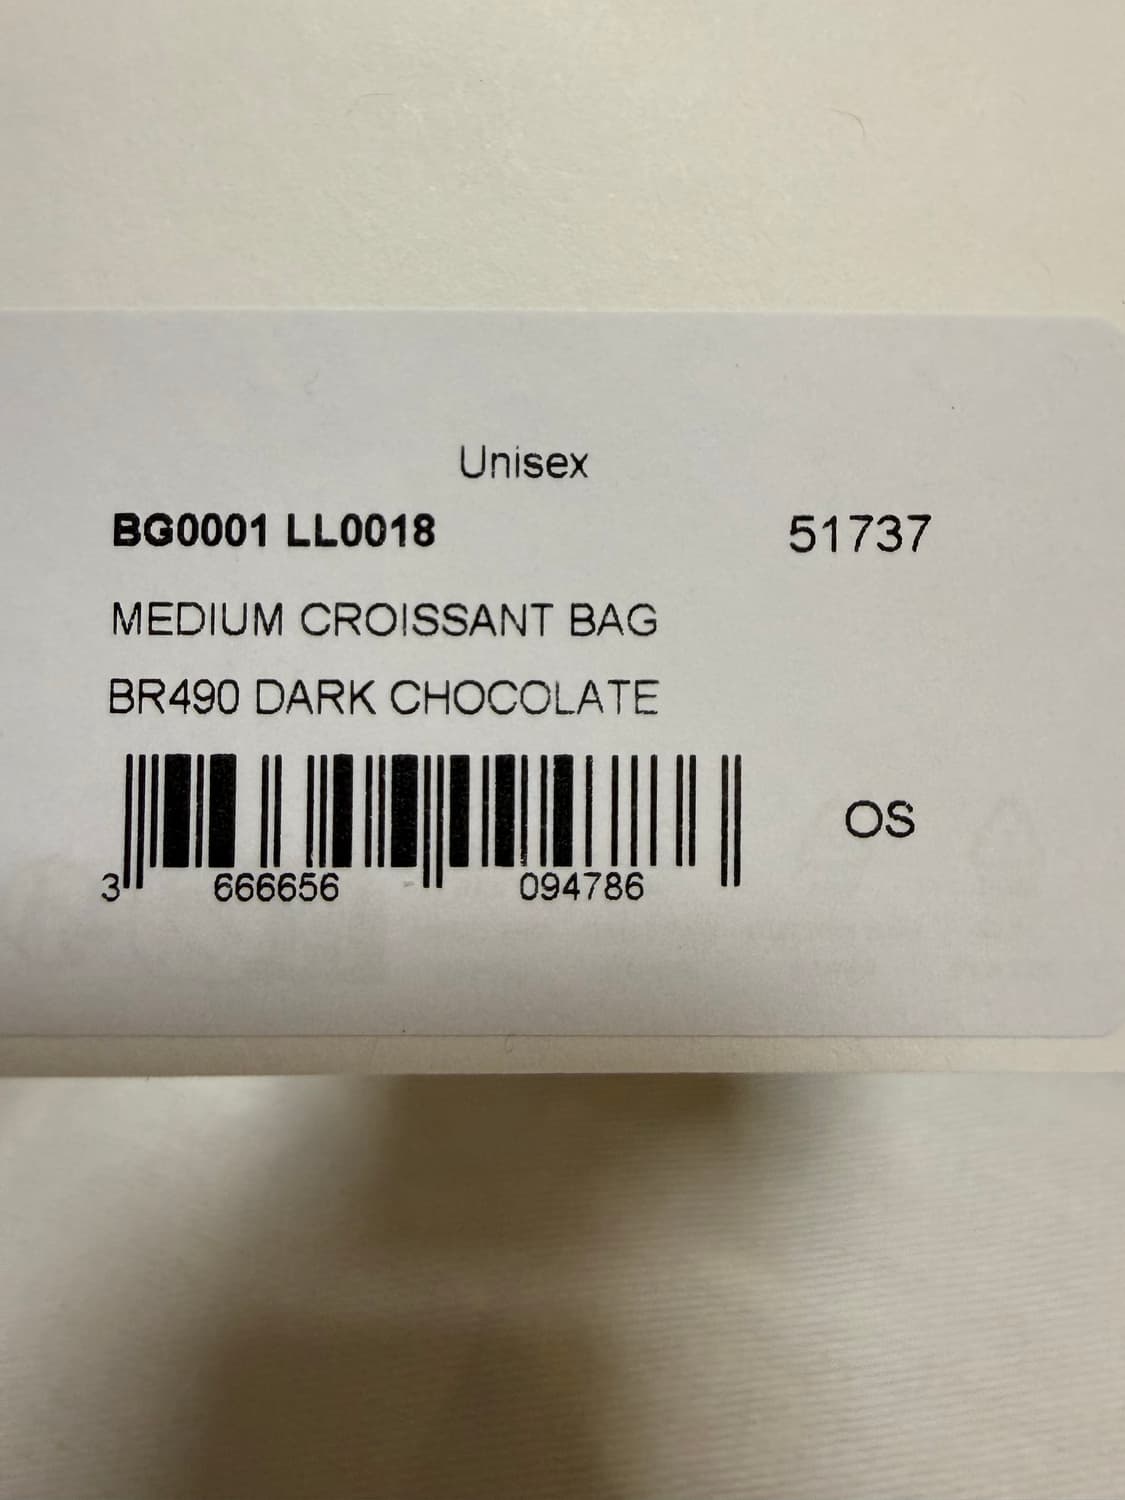 Unisex
BG0001 LL0018 51737
MEDIUM CROISSANT BAG
BR490 DARK CHOCOLATE
OS
3 666656 094786